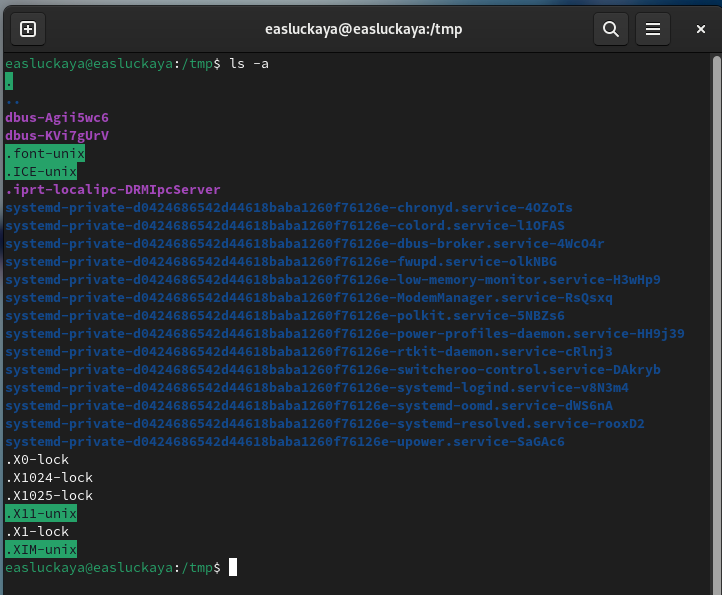 easluckaya@easluckaya:/tmp
easluckaya@easluckaya:/tmp$ ls -a
.
..
dbus-Agii5wc6
dbus-KVi7gUrV
.font-unix
.ICE-unix
.iprt-localipc-DRMIpcServer
systemd-private-d0424686542d44618baba1260f76126e-chronyd.service-4OZoIs
systemd-private-d0424686542d44618baba1260f76126e-colord.service-l1OFAS
systemd-private-d0424686542d44618baba1260f76126e-dbus-broker.service-4WcO4r
systemd-private-d0424686542d44618baba1260f76126e-fwupd.service-olkNBG
systemd-private-d0424686542d44618baba1260f76126e-low-memory-monitor.service-H3wHp9
systemd-private-d0424686542d44618baba1260f76126e-ModemManager.service-RsQsxq
systemd-private-d0424686542d44618baba1260f76126e-polkit.service-5NBZs6
systemd-private-d0424686542d44618baba1260f76126e-power-profiles-daemon.service-HH9j39
systemd-private-d0424686542d44618baba1260f76126e-rtkit-daemon.service-cRlnj3
systemd-private-d0424686542d44618baba1260f76126e-switcheroo-control.service-DAkryb
systemd-private-d0424686542d44618baba1260f76126e-systemd-logind.service-v8N3m4
systemd-private-d0424686542d44618baba1260f76126e-systemd-oomd.service-dWS6nA
systemd-private-d0424686542d44618baba1260f76126e-systemd-resolved.service-rooxD2
systemd-private-d0424686542d44618baba1260f76126e-upower.service-SaGAcG
.X0-lock
.X1024-lock
.X1025-lock
.X11-unix
.X1-lock
.XIM-unix
easluckaya@easluckaya:/tmp$